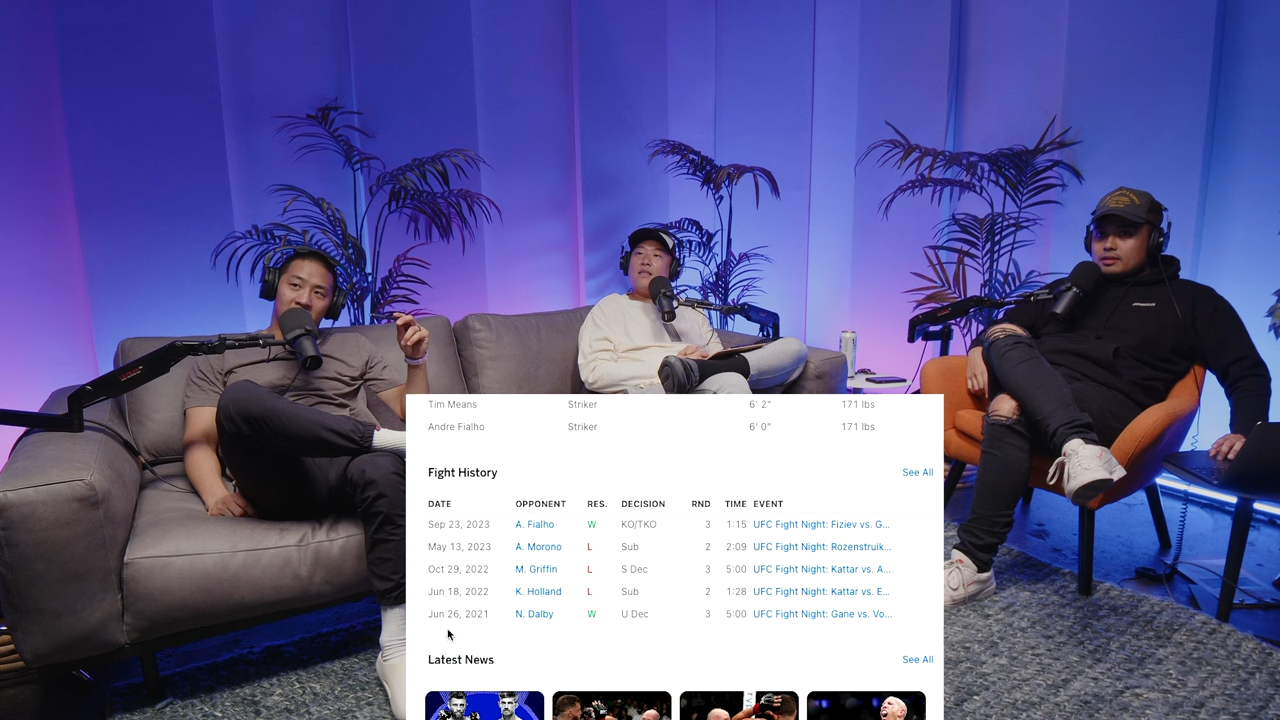 Tim Means Striker 6' 2" 171 lbs
Andre Fialho Striker 6' 0" 171 lbs
Fight History See All
DATE OPPONENT RES. DECISION RND TIME EVENT
Sep 23, 2023 A. Fialho W KO/TKO 3 1:15 UFC Fight Night: Fiziev vs. G...
May 13, 2023 A. Morono L Sub 2 2:09 UFC Fight Night: Rozenstruik...
Oct 29, 2022 M. Griffin L S Dec 3 5:00 UFC Fight Night: Kattar vs. A...
Jun 18, 2022 K. Holland L Sub 2 1:28 UFC Fight Night: Kattar vs. E...
Jun 26, 2021 N. Dalby W U Dec 3 5:00 UFC Fight Night: Gane vs. Vo...
Latest News See All